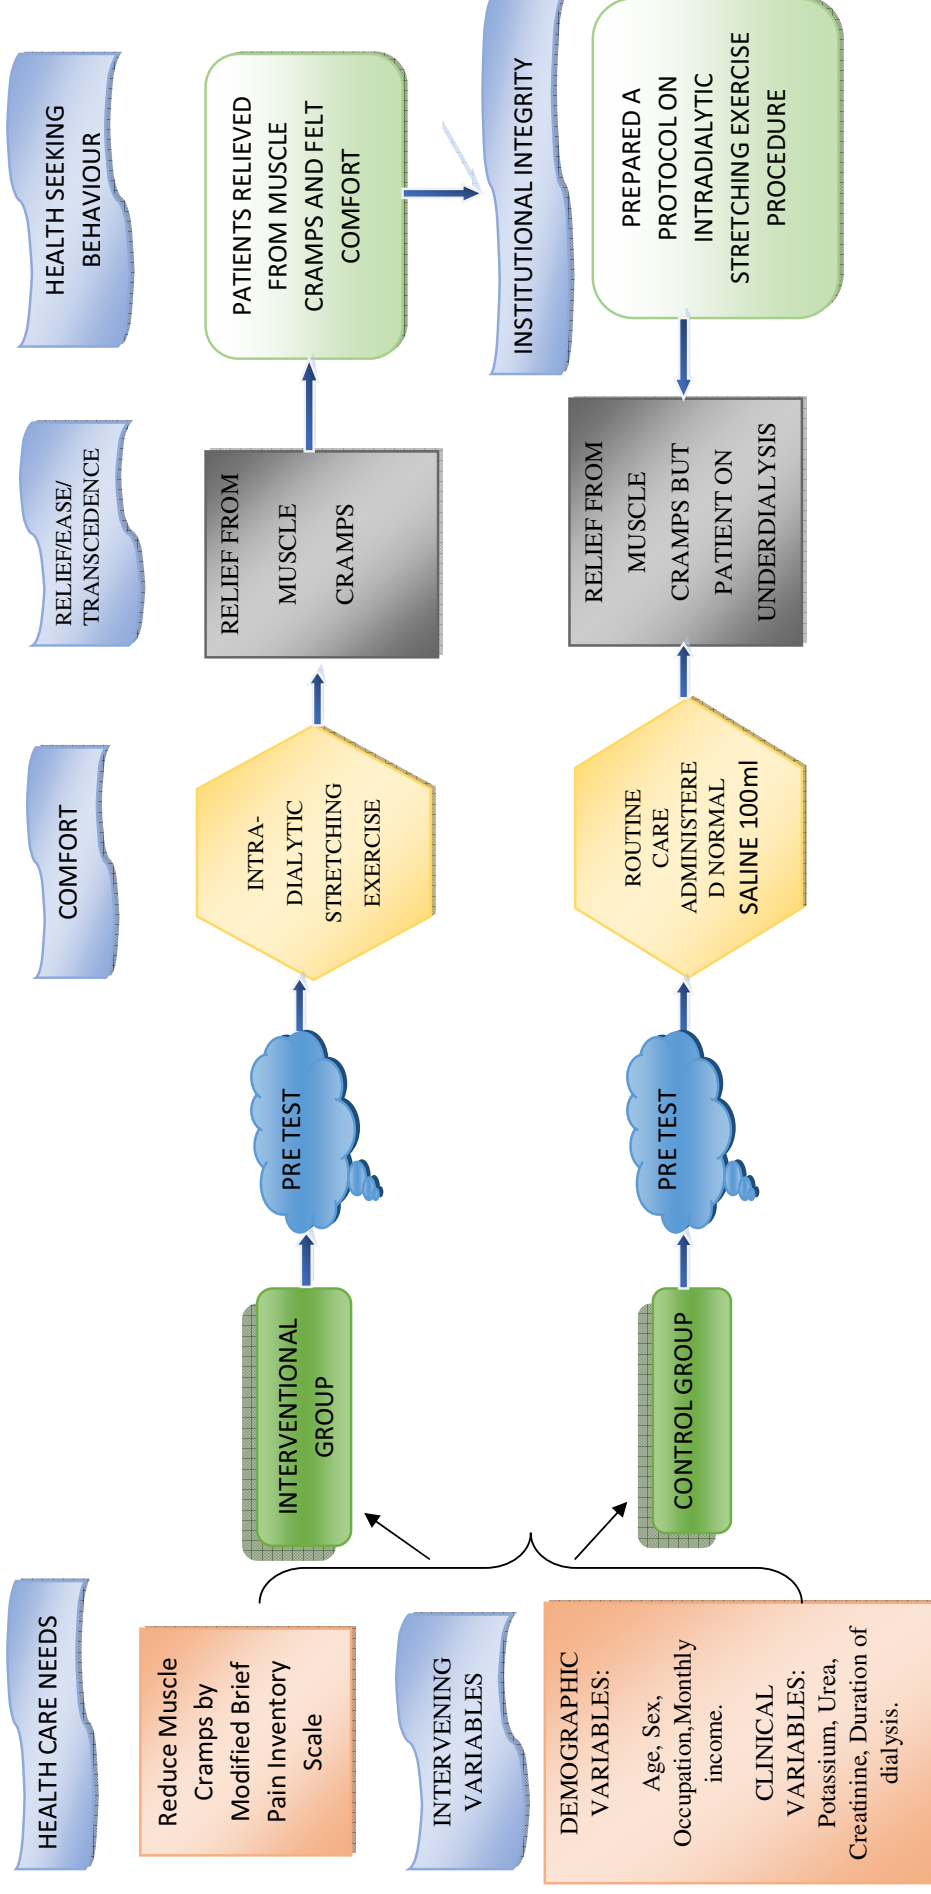 HEALTH CARE NEEDS
Reduce Muscle
Cramps by
Modified Brief
Pain Inventory
Scale
INTERVENING
VARIABLES
DEMOGRAPHIC
VARIABLES:
Age, Sex,
Occupation,Monthly
income.
CLINICAL
VARIABLES:
Potassium, Urea,
Creatinine, Duration of
dialysis.
INTERVENTIONAL
GROUP
CONTROL GROUP
PRE TEST
PRE TEST
COMFORT
INTRA-
DIALYTIC
STRETCHING
EXERCISE
ROUTINE
CARE
ADMINISTERE
D NORMAL
SALINE 100ml
RELIEF/EASE/
TRANSCEDENCE
RELIEF FROM
MUSCLE
CRAMPS
RELIEF FROM
MUSCLE
CRAMPS BUT
PATIENT ON
UNDERDIALYSIS
HEALTH SEEKING
BEHAVIOUR
PATIENTS RELIEVED
FROM MUSCLE
CRAMPS AND FELT
COMFORT
INSTITUTIONAL INTEGRITY
PREPARED A
PROTOCOL ON
INTRADIALYTIC
STRETCHING EXERCISE
PROCEDURE